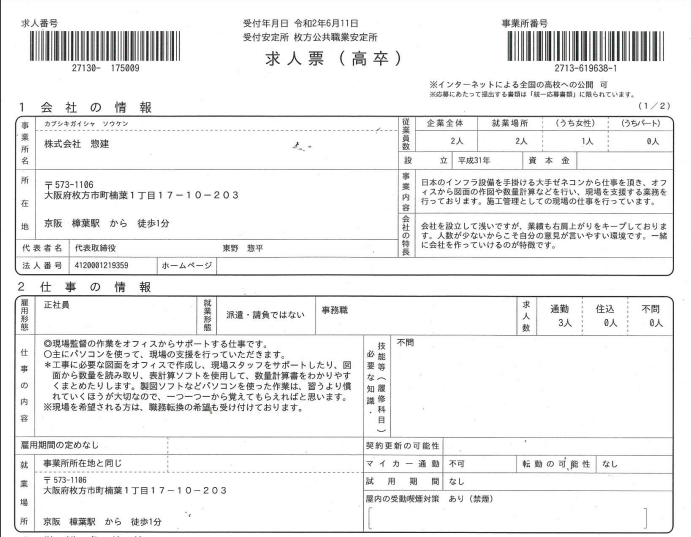 求人番号
27130- 175009
受付年月日 令和2年6月11日
受付安定所 枚方公共職業安定所
求人票(高卒)
事業所番号
2713-619638-1
※インターネットによる全国の高校への公開 可
※応募にあたって提出する書類は「統一応募書類」に限られています。
1 会社の情報
(1/2)
事業所名
カブシキガイシャ ソウケン
株式会社 惣建
従業員数
企業全体 就業場所 (うち女性) (うちパート)
2人 2人 1人 0人
設立 平成31年 資本金
所在地
〒573-1106
大阪府枚方市町楠葉1丁目17-10-203
京阪 樟葉駅 から 徒歩1分
事業内容
日本のインフラ設備を手掛ける大手ゼネコンから仕事を頂き、オフ
ィスから図面の作図や数量計算などを行い、現場を支援する業務を
行っております。施工管理としての現場の仕事を行っています。
会社の特長
会社を設立して浅いですが、業績も右肩上がりをキープしておりま
す。人数が少ないからこそ自分の意見が言いやすい環境です。一緒
に会社を作っていけるのが特徴です。
代表者名 代表取締役 東野 惣平
法人番号 4120001219359 ホームページ
2 仕事の情報
雇用形態
正社員
就業形態
派遣・請負ではない
事務職
求人数
通勤 住込 不問
3人 0人 0人
仕事の内容
◎現場監督の作業をオフィスからサポートする仕事です。
○主にパソコンを使って、現場の支援を行っていただきます。
*工事に必要な図面をオフィスで作成し、現場スタッフをサポートしたり、図
面から数量を読み取り、表計算ソフトを使用して、数量計算書をわかりやす
くまとめたりします。製図ソフトなどパソコンを使った作業は、習うより慣
れていくほうが大切なので、一つ一つから覚えてもらえればと思います。
※現場を希望される方は、職務転換の希望も受け付けております。
必要な知識・技能等(履修科目)
不問
雇用期間の定めなし
契約更新の可能性
就業場所
事業所所在地と同じ
〒573-1106
大阪府枚方市町楠葉1丁目17-10-203
京阪 樟葉駅 から 徒歩1分
マイカー通勤 不可 転勤の可能性 なし
試用期間 なし
屋内の受動喫煙対策 あり(禁煙)